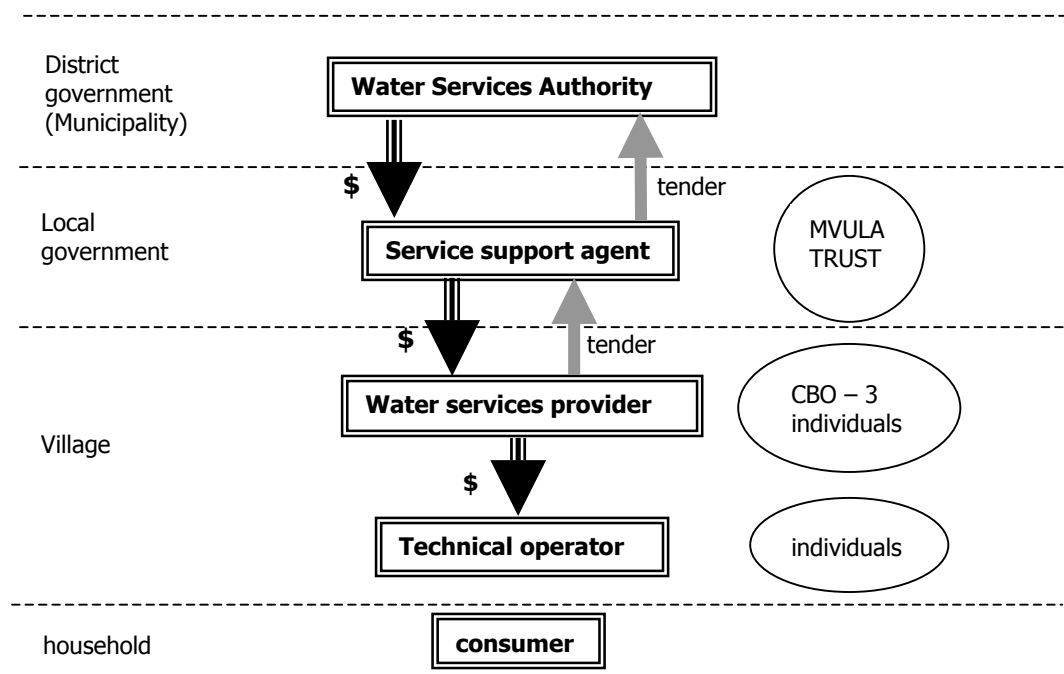 District
government
(Municipality)
Water Services Authority
$
tender
Local
government
Service support agent
MVULA
TRUST
$
tender
Village
Water services provider
CBO – 3
individuals
$
Technical operator
individuals
household
consumer